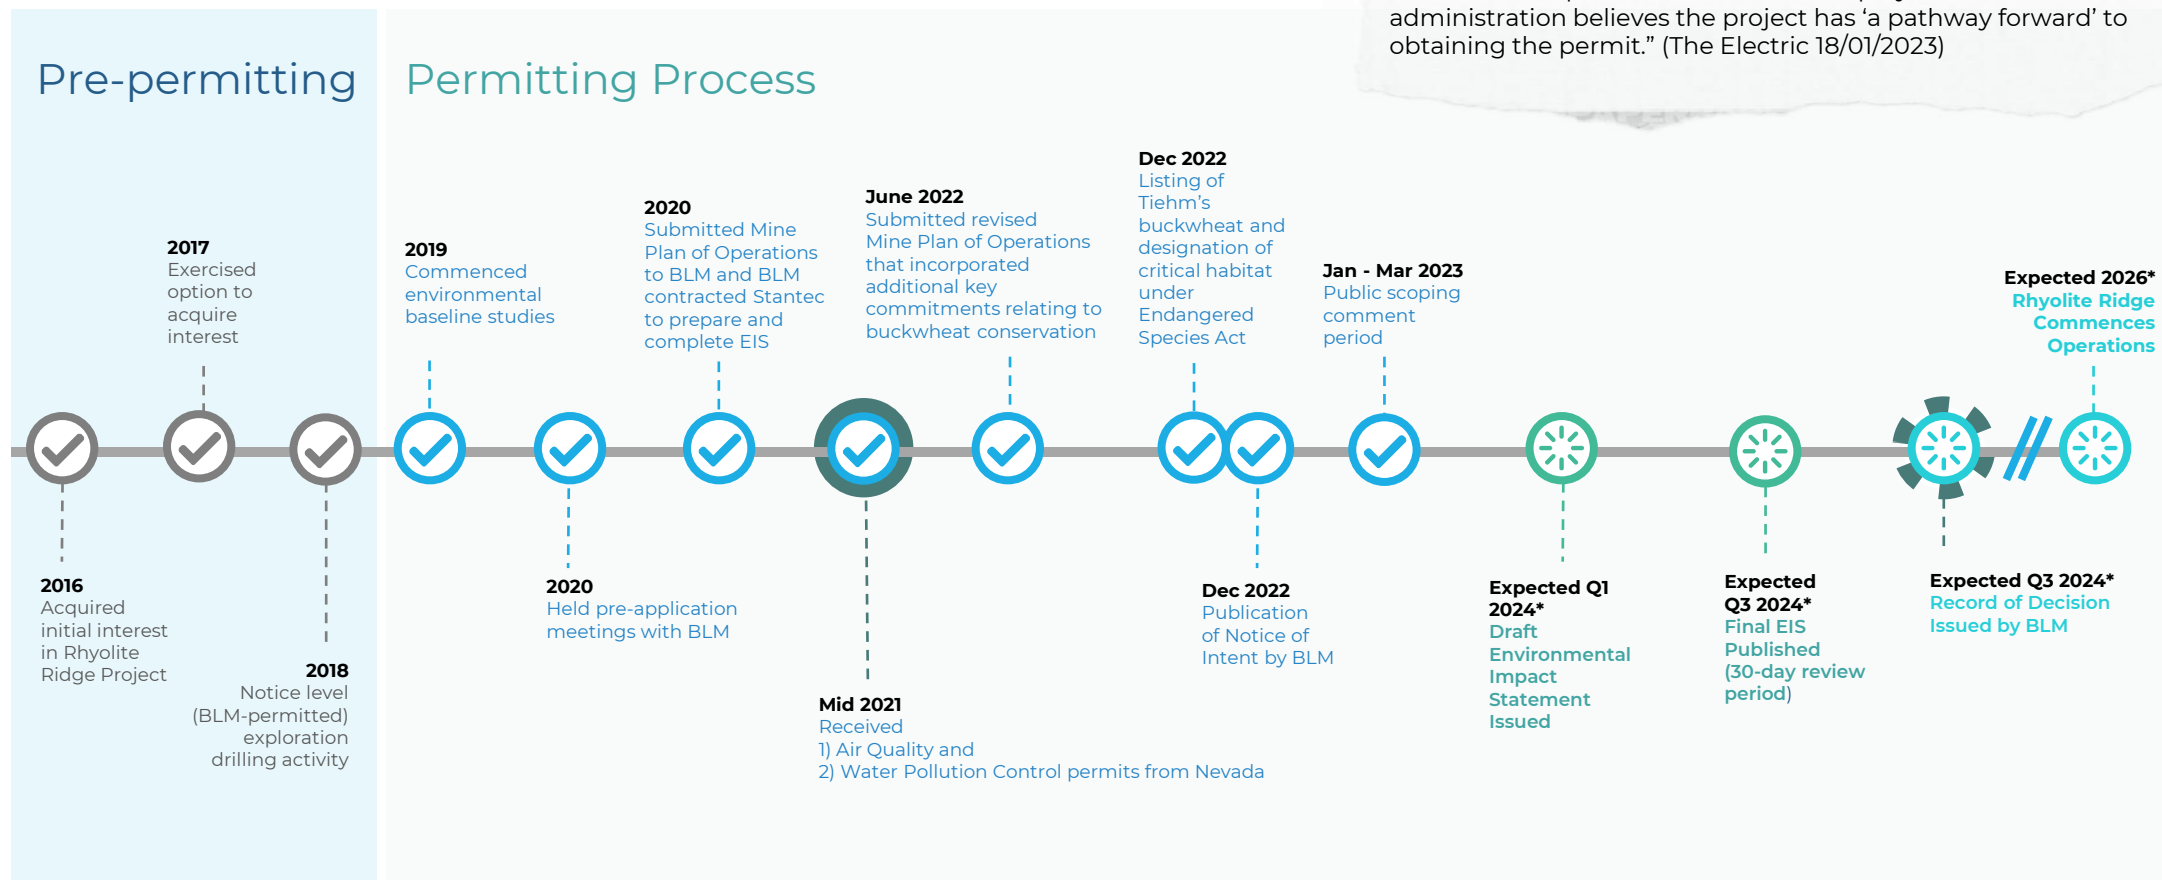 administration believes the project has ‘a pathway forward’ to
obtaining the permit.” (The Electric 18/01/2023)
Pre-permitting
Permitting Process
2016
Acquired
initial interest
in Rhyolite
Ridge Project
2017
Exercised
option to
acquire
interest
2018
Notice level
(BLM-permitted)
exploration
drilling activity
2019
Commenced
environmental
baseline studies
2020
Held pre-application
meetings with BLM
2020
Submitted Mine
Plan of Operations
to BLM and BLM
contracted Stantec
to prepare and
complete EIS
Mid 2021
Received
1) Air Quality and
2) Water Pollution Control permits from Nevada
June 2022
Submitted revised
Mine Plan of Operations
that incorporated
additional key
commitments relating to
buckwheat conservation
Dec 2022
Listing of
Tiehm’s
buckwheat and
designation of
critical habitat
under
Endangered
Species Act
Dec 2022
Publication
of Notice of
Intent by BLM
Jan - Mar 2023
Public scoping
comment
period
Expected Q1
2024*
Draft
Environmental
Impact
Statement
Issued
Expected
Q3 2024*
Final EIS
Published
(30-day review
period)
Expected Q3 2024*
Record of Decision
Issued by BLM
Expected 2026*
Rhyolite Ridge
Commences
Operations